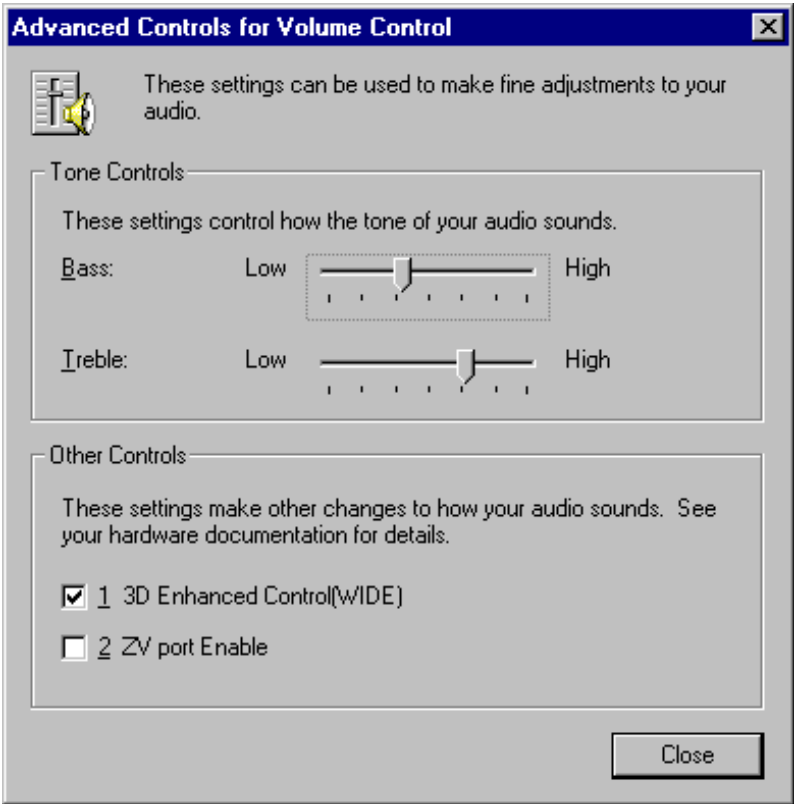 Advanced Controls for Volume Control
These settings can be used to make fine adjustments to your
audio.
Tone Controls
These settings control how the tone of your audio sounds.
Bass: Low High
Treble: Low High
Other Controls
These settings make other changes to how your audio sounds.  See
your hardware documentation for details.
1 3D Enhanced Control(WIDE)
2 ZV port Enable
Close